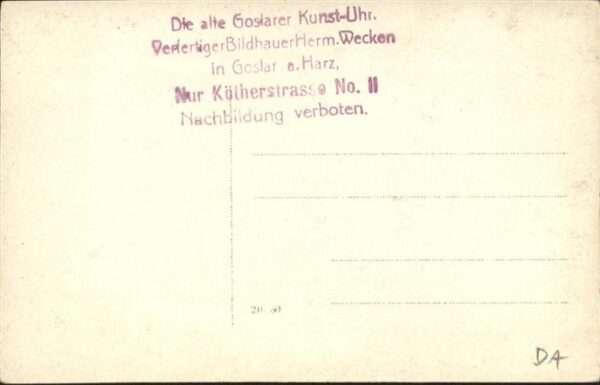 Die alte Goslarer Kunst-Uhr.
Verfertiger Bildhauer Herm. Wecken
in Goslar a. Harz,
Nur Kötherstrasse No. 11
Nachbildung verboten.
DA